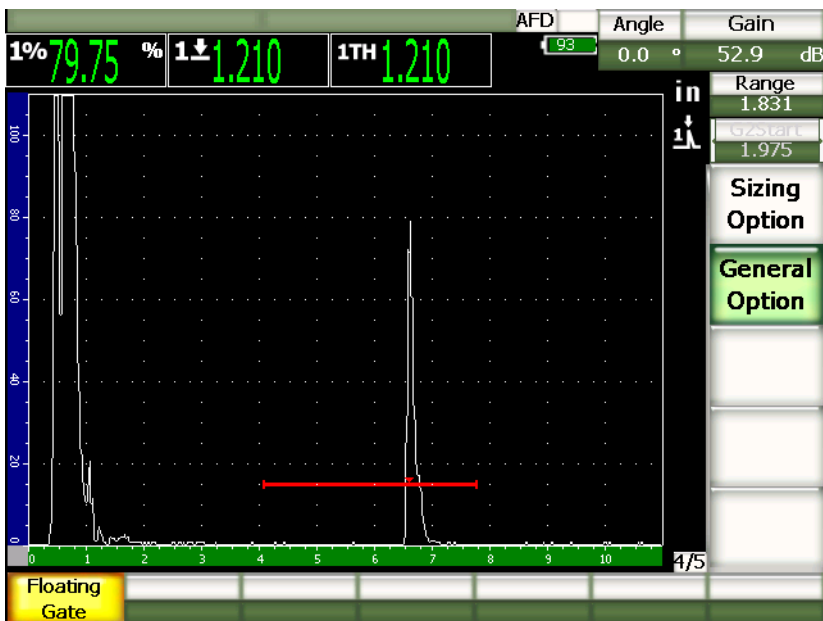 AFD
Angle
Gain
1% 79.75 %
1 1.210
1TH 1.210
93
0.0 °
52.9 dB
in
Range
1.831
1
G2Start
1.975
100
80
60
40
20
0
Sizing
Option
General
Option
0 1 2 3 4 5 6 7 8 9 10
4/5
Floating
Gate